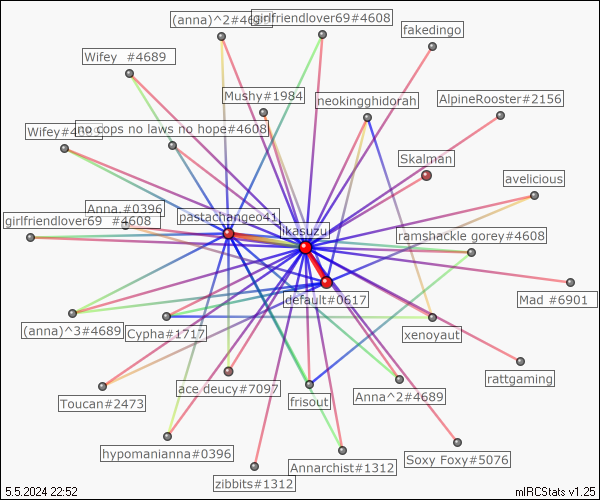 (anna)^2#4689
girlfriendlover69#4608
fakedingo
Wifey  #4689
Mushy#1984
neokingghidorah
AlpineRooster#2156
Wifey#4689
no cops no laws no hope#4608
Skalman
avelicious
Anna.#0396
girlfriendlover69  #4608
pastachangeo41
ikasuzu
ramshackle gorey#4608
default#0617
Mad #6901
(anna)^3#4689
Cypha#1717
xenoyaut
rattgaming
ace deucy#7097
Toucan#2473
frisout
Anna^2#4689
hypomanianna#0396
Soxy Foxy#5076
Annarchist#1312
zibbits#1312
5.5.2024 22:52
mIRCStats v1.25